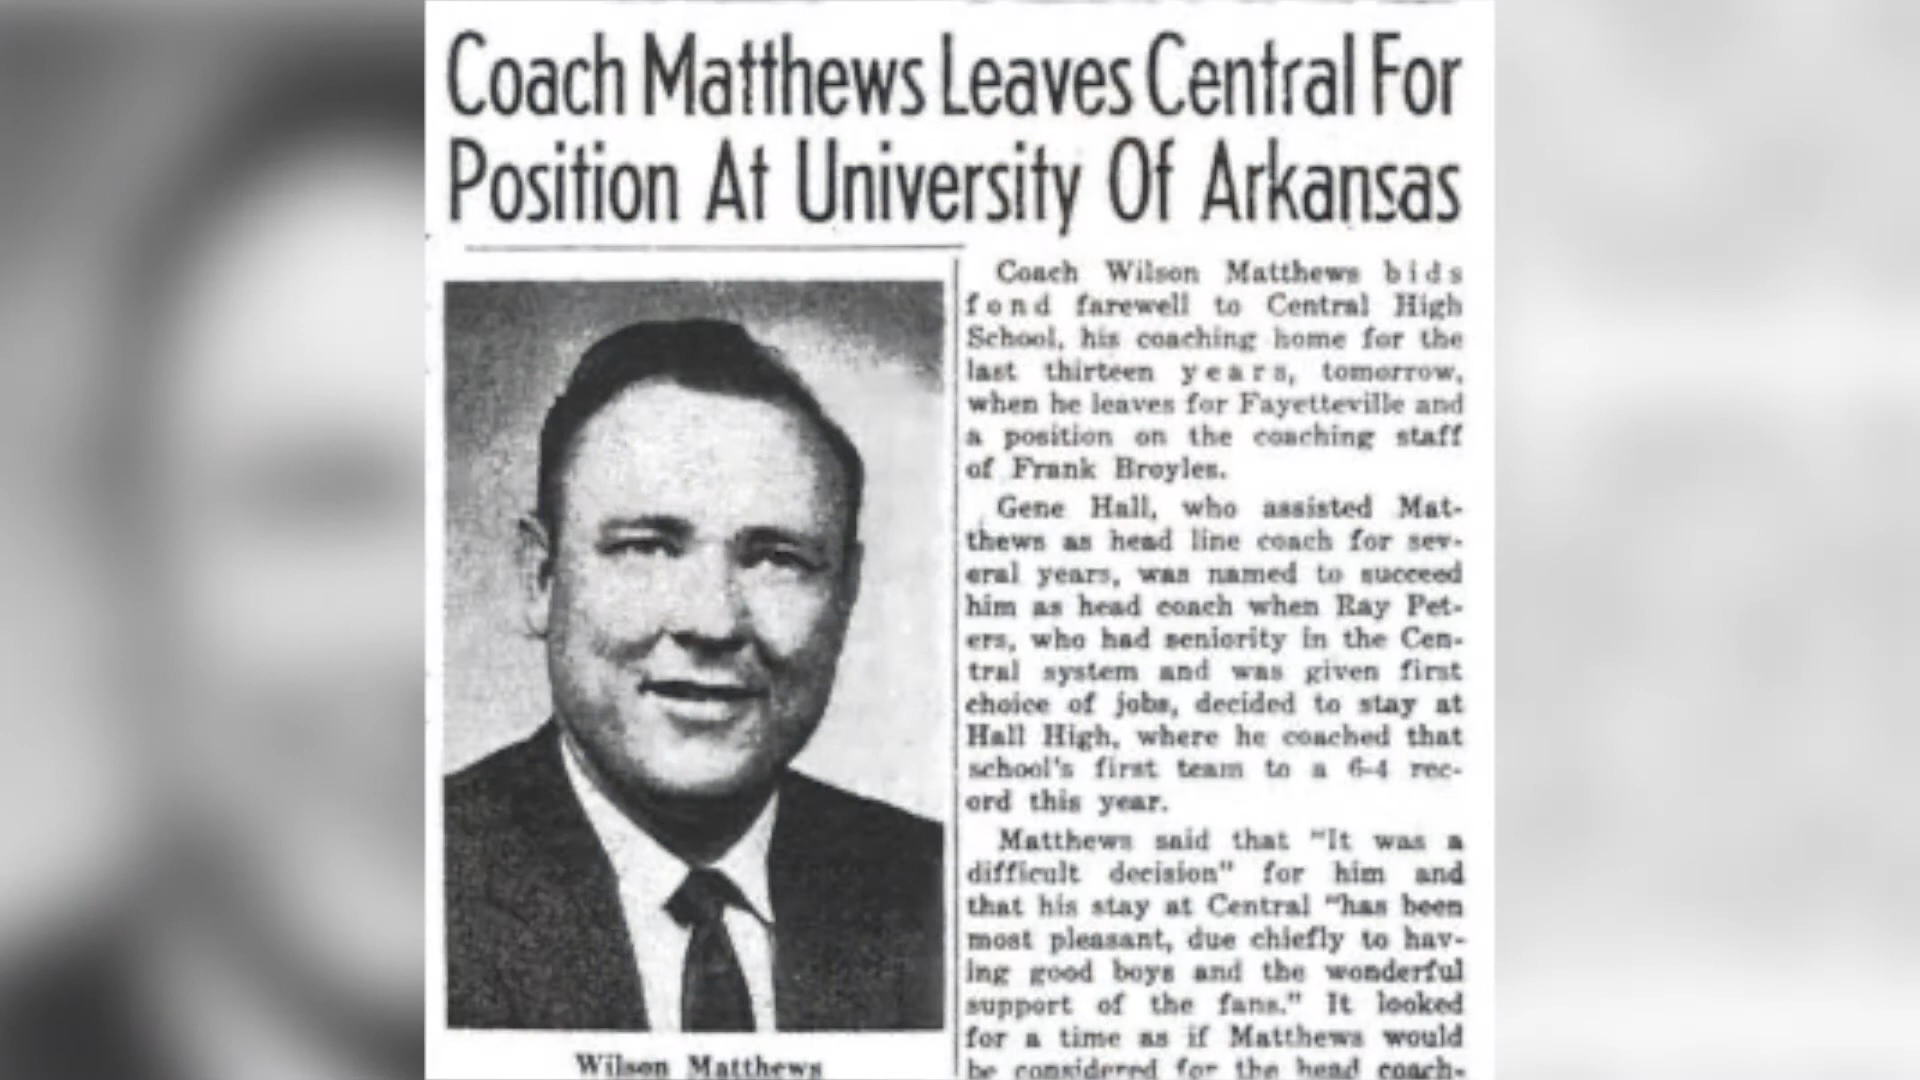 Coach Matthews Leaves Central For
Position At University Of Arkansas
Wilson Matthews
Coach Wilson Matthews bids
fond farewell to Central High
School, his coaching home for the
last thirteen years, tomorrow,
when he leaves for Fayetteville and
a position on the coaching staff
of Frank Broyles.
Gene Hall, who assisted Mat-
thews as head line coach for sev-
eral years, was named to succeed
him as head coach when Ray Pet-
ers, who had seniority in the Cen-
tral system and was given first
choice of jobs, decided to stay at
Hall High, where he coached that
school's first team to a 6-4 rec-
ord this year.
Matthews said that "It was a
difficult decision" for him and
that his stay at Central "has been
most pleasant, due chiefly to hav-
ing good boys and the wonderful
support of the fans." It looked
for a time as if Matthews would
be considered for the head coach-